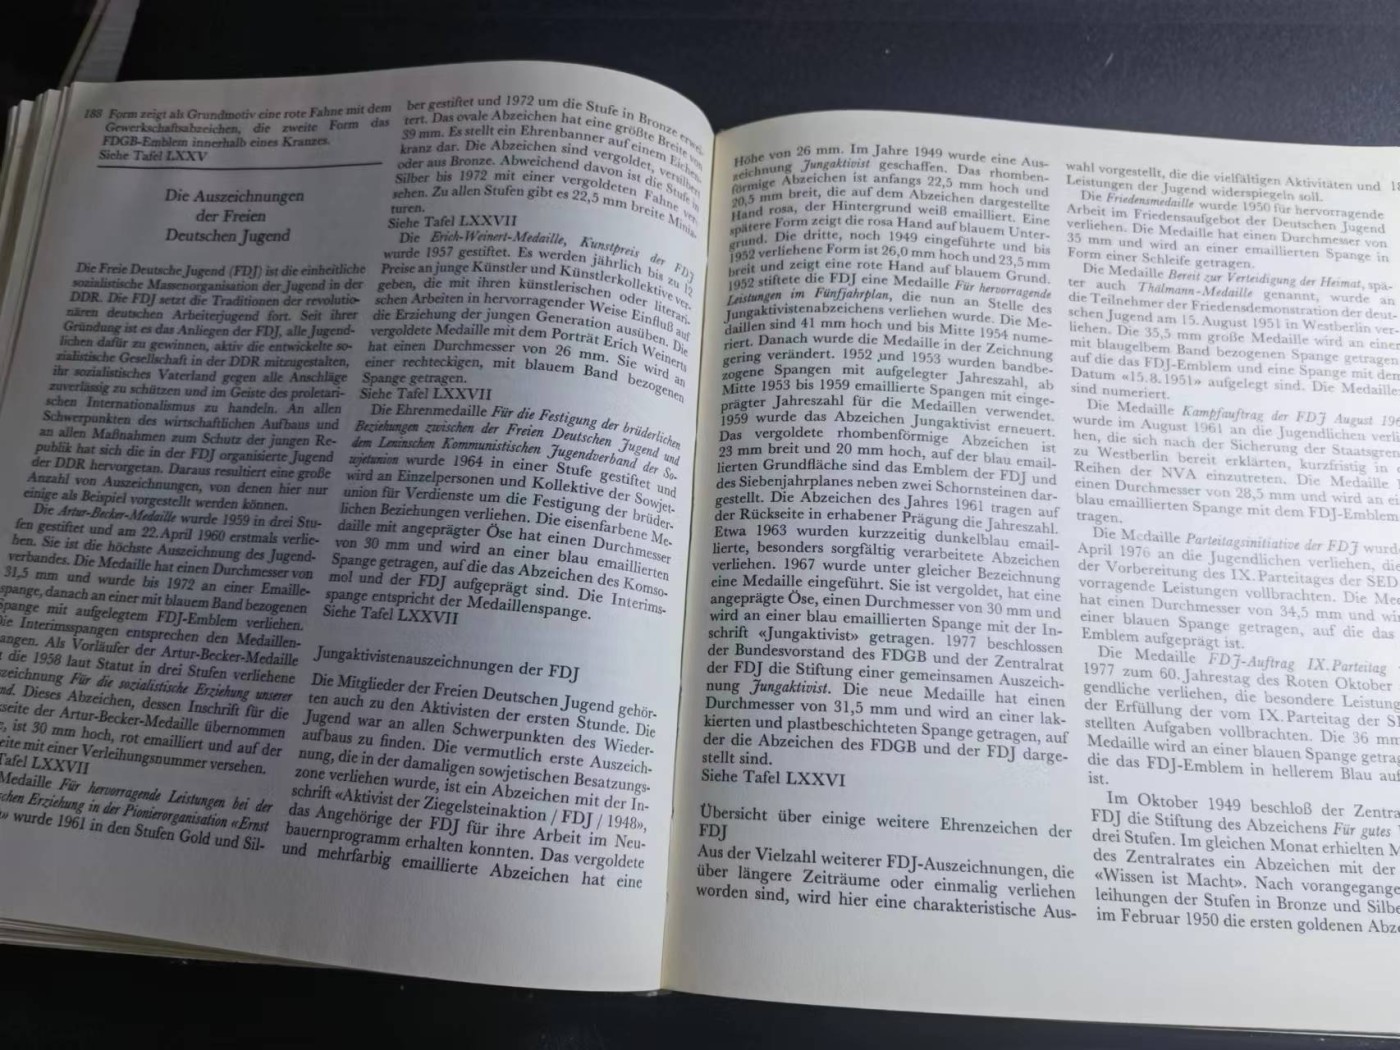 188 Form zeigt als Grundmotiv eine rote Fahne mit dem
Gewerkschaftsabzeichen, die zweite Form das
FDGB-Emblem innerhalb eines Kranzes.
Siehe Tafel LXXV
Die Auszeichnungen
der Freien
Deutschen Jugend
Die Freie Deutsche Jugend (FDJ) ist die einheitliche
sozialistische Massenorganisation der Jugend in der
DDR. Die FDJ setzt die Traditionen der revolutio-
nären deutschen Arbeiterjugend fort. Seit ihrer
Gründung ist es das Anliegen der FDJ, alle Jugend-
lichen dafür zu gewinnen, aktiv die entwickelte so-
zialistische Gesellschaft in der DDR mitzugestalten,
ihr sozialistisches Vaterland gegen alle Anschläge
zuverlässig zu schützen und im Geiste des proletari-
schen Internationalismus zu handeln. An allen
Schwerpunkten des wirtschaftlichen Aufbaus und
an allen Maßnahmen zum Schutz der jungen Re-
publik hat sich die in der FDJ organisierte Jugend
der DDR hervorgetan. Daraus resultiert eine große
Anzahl von Auszeichnungen, von denen hier nur
einige als Beispiel vorgestellt werden können.
Die Artur-Becker-Medaille wurde 1959 in drei Stu-
fen gestiftet und am 22. April 1960 erstmals verlie-
hen. Sie ist die höchste Auszeichnung des Jugend-
verbandes. Die Medaille hat einen Durchmesser von
31,5 mm und wurde bis 1972 an einer Emaille-
spange, danach an einer mit blauem Band bezogenen
Spange mit aufgelegtem FDJ-Emblem verliehen.
Die Interimsspangen entsprechen den Medaillen-
angen. Als Vorläufer der Artur-Becker-Medaille
die 1958 laut Statut in drei Stufen verliehene
zeichnung Für die sozialistische Erziehung unserer
nd. Dieses Abzeichen, dessen Inschrift für die
seite der Artur-Becker-Medaille übernommen
, ist 30 mm hoch, rot emailliert und auf der
eite mit einer Verleihungsnummer versehen.
Tafel LXXVII
Medaille Für hervorragende Leistungen bei der
schen Erziehung in der Pionierorganisation «Ernst
» wurde 1961 in den Stufen Gold und Sil-
ber gestiftet und 1972 um die Stufe in Bronze erwei-
tert. Das ovale Abzeichen hat eine größte Breite von
39 mm. Es stellt ein Ehrenbanner auf einem Eichen-
kranz dar. Die Abzeichen sind vergoldet, versilbert
oder aus Bronze. Abweichend davon ist die Stufe in
Silber bis 1972 mit einer vergoldeten Fahne ver-
sehen. Zu allen Stufen gibt es 22,5 mm breite Minia-
turen.
Siehe Tafel LXXVII
Die Erich-Weinert-Medaille, Kunstpreis der FDJ
wurde 1957 gestiftet. Es werden jährlich bis zu 12
Preise an junge Künstler und Künstlerkollektive ver-
geben, die mit ihren künstlerischen oder literari-
schen Arbeiten in hervorragender Weise Einfluß auf
die Erziehung der jungen Generation ausüben. Die
vergoldete Medaille mit dem Porträt Erich Weinerts
hat einen Durchmesser von 26 mm. Sie wird an
einer rechteckigen, mit blauem Band bezogenen
Spange getragen.
Siehe Tafel LXXVII
Die Ehrenmedaille Für die Festigung der brüderlichen
Beziehungen zwischen der Freien Deutschen Jugend und
dem Leninschen Kommunistischen Jugendverband der So-
wjetunion wurde 1964 in einer Stufe gestiftet und
wird an Einzelpersonen und Kollektive der Sowjet-
union für Verdienste um die Festigung der brüder-
lichen Beziehungen verliehen. Die eisenfarbene Me-
daille mit angeprägter Öse hat einen Durchmesser
von 30 mm und wird an einer blau emaillierten
Spange getragen, auf die das Abzeichen des Komso-
mol und der FDJ aufgeprägt sind. Die Interims-
spange entspricht der Medaillenspange.
Siehe Tafel LXXVII
Jungaktivistenauszeichnungen der FDJ
Die Mitglieder der Freien Deutschen Jugend gehör-
ten auch zu den Aktivisten der ersten Stunde. Die
Jugend war an allen Schwerpunkten des Wieder-
aufbaus zu finden. Die vermutlich erste Auszeich-
nung, die in der damaligen sowjetischen Besatzungs-
zone verliehen wurde, ist ein Abzeichen mit der In-
schrift «Aktivist der Ziegelsteinaktion / FDJ / 1948»,
das Angehörige der FDJ für ihre Arbeit im Neu-
bauernprogramm erhalten konnten. Das vergoldete
und mehrfarbig emaillierte Abzeichen hat eine
Höhe von 26 mm. Im Jahre 1949 wurde eine Aus-
zeichnung Jungaktivist geschaffen. Das rhomben-
förmige Abzeichen ist anfangs 22,5 mm hoch und
20,5 mm breit, die auf dem Abzeichen dargestellte
Hand rosa, der Hintergrund weiß emailliert. Eine
spätere Form zeigt die rosa Hand auf blauem Unter-
grund. Die dritte, noch 1949 eingeführte und bis
1952 verliehene Form ist 26,0 mm hoch und 23,5 mm
breit und zeigt eine rote Hand auf blauem Grund.
1952 stiftete die FDJ eine Medaille Für hervorragende
Leistungen im Fünfjahrplan, die nun an Stelle des
Jungaktivistenabzeichens verliehen wurde. Die Me-
daillen sind 41 mm hoch und bis Mitte 1954 nume-
riert. Danach wurde die Medaille in der Zeichnung
gering verändert. 1952 und 1953 wurden bandbe-
zogene Spangen mit aufgelegter Jahreszahl, ab
Mitte 1953 bis 1959 emaillierte Spangen mit einge-
prägter Jahreszahl für die Medaillen verwendet.
1959 wurde das Abzeichen Jungaktivist erneuert.
Das vergoldete rhombenförmige Abzeichen ist
23 mm breit und 20 mm hoch, auf der blau email-
lierten Grundfläche sind das Emblem der FDJ und
des Siebenjahrplanes neben zwei Schornsteinen dar-
gestellt. Die Abzeichen des Jahres 1961 tragen auf
der Rückseite in erhabener Prägung die Jahreszahl.
Etwa 1963 wurden kurzzeitig dunkelblau email-
lierte, besonders sorgfältig verarbeitete Abzeichen
verliehen. 1967 wurde unter gleicher Bezeichnung
eine Medaille eingeführt. Sie ist vergoldet, hat eine
angeprägte Öse, einen Durchmesser von 30 mm und
wird an einer blau emaillierten Spange mit der In-
schrift «Jungaktivist» getragen. 1977 beschlossen
der Bundesvorstand des FDGB und der Zentralrat
der FDJ die Stiftung einer gemeinsamen Auszeich-
nung Jungaktivist. Die neue Medaille hat einen
Durchmesser von 31,5 mm und wird an einer lak-
kierten und plastbeschichteten Spange getragen, auf
der die Abzeichen des FDGB und der FDJ darge-
stellt sind.
Siehe Tafel LXXVI
Übersicht über einige weitere Ehrenzeichen der
FDJ
Aus der Vielzahl weiterer FDJ-Auszeichnungen, die
über längere Zeiträume oder einmalig verliehen
worden sind, wird hier eine charakteristische Aus-
wahl vorgestellt, die die vielfältigen Aktivitäten und
Leistungen der Jugend widerspiegeln soll.
Die Friedensmedaille wurde 1950 für hervorragende
Arbeit im Friedensaufgebot der Deutschen Jugend
verliehen. Die Medaille hat einen Durchmesser von
35 mm und wird an einer emaillierten Spange in
Form einer Schleife getragen.
Die Medaille Bereit zur Verteidigung der Heimat, spä-
ter auch Thälmann-Medaille genannt, wurde an
die Teilnehmer der Friedensdemonstration der deut-
schen Jugend am 15. August 1951 in Westberlin ver-
liehen. Die 35,5 mm große Medaille wird an einer
mit blaugelbem Band bezogenen Spange getragen
auf die das FDJ-Emblem und eine Spange mit dem
Datum «15.8.1951» aufgelegt sind. Die Medaille
sind numeriert.
Die Medaille Kampfauftrag der FDJ August 196
wurde im August 1961 an die Jugendlichen verl
hen, die sich nach der Sicherung der Staatsgren
zu Westberlin bereit erklärten, kurzfristig in
Reihen der NVA einzutreten. Die Medaille
einen Durchmesser von 28,5 mm und wird an e
blau emaillierten Spange mit dem FDJ-Emblem
tragen.
Die Medaille Parteitagsinitiative der FDJ wurd
April 1976 an die Jugendlichen verliehen, die
der Vorbereitung des IX. Parteitages der SED
vorragende Leistungen vollbrachten. Die Med
hat einen Durchmesser von 34,5 mm und wi
einer blauen Spange getragen, auf die das
Emblem aufgeprägt ist.
Die Medaille FDJ-Auftrag IX. Parteitag
1977 zum 60. Jahrestag des Roten Oktober
gendliche verliehen, die besondere Leistung
der Erfüllung der vom IX. Parteitag der S
stellten Aufgaben vollbrachten. Die 36 mm
Medaille wird an einer blauen Spange getra
die das FDJ-Emblem in hellerem Blau au
ist.
Im Oktober 1949 beschloß der Zentra
FDJ die Stiftung des Abzeichens Für gutes
drei Stufen. Im gleichen Monat erhielten M
des Zentralrates ein Abzeichen mit der
«Wissen ist Macht». Nach vorangegange
leihungen der Stufen in Bronze und Silbe
im Februar 1950 die ersten goldenen Abze